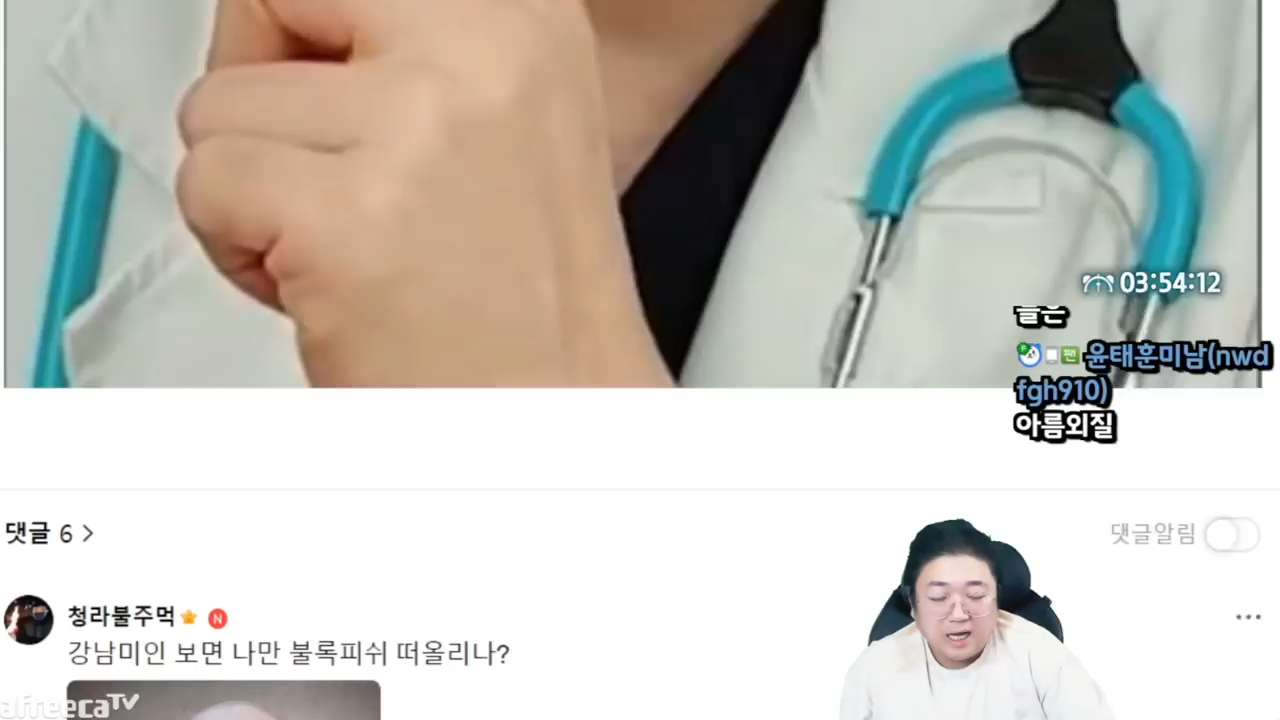 03:54:12
들은
윤태훈미남(nwd
fgh910)
아름외질
댓글 6
댓글알림
청라불주먹
N
강남미인 보면 나만 불록피쉬 떠올리나?
afreecaTV